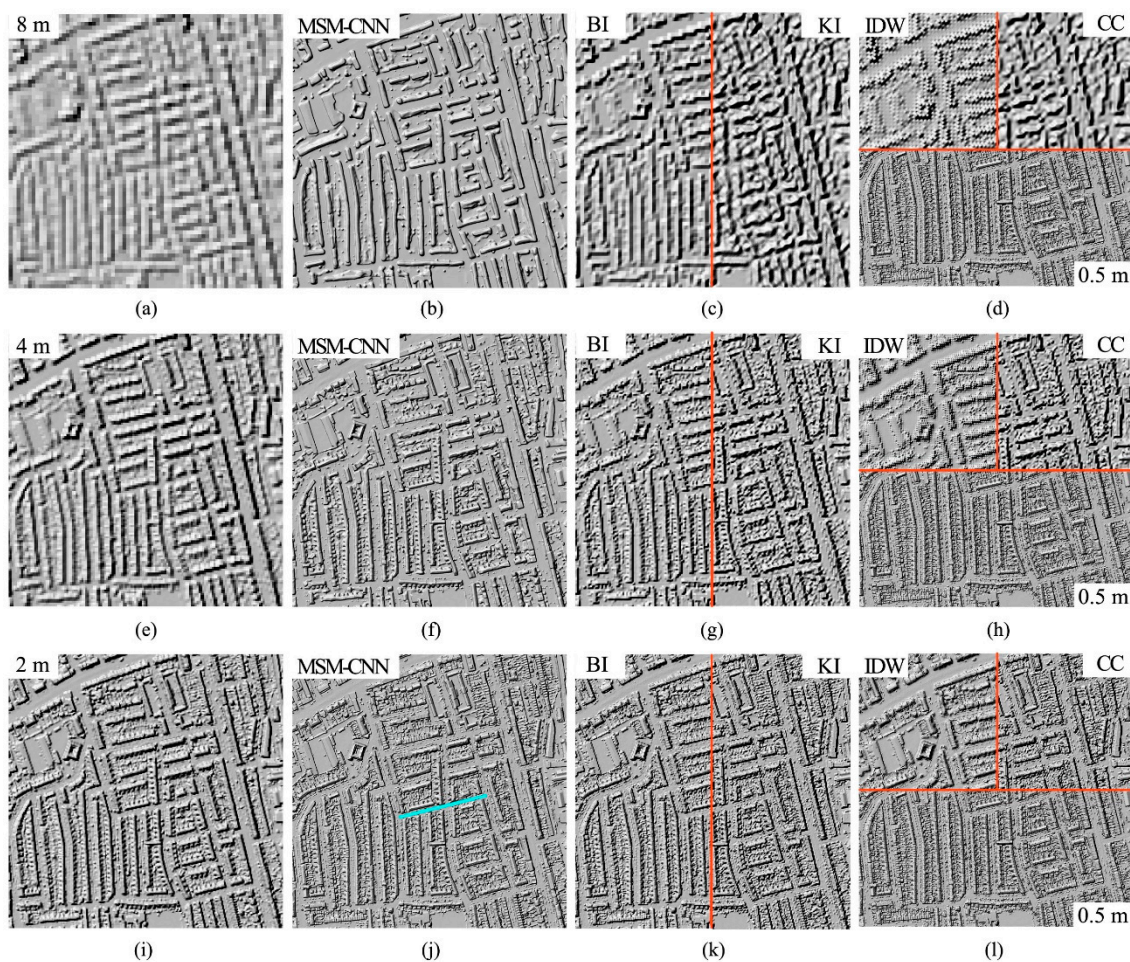 8 m MSM-CNN BI KI IDW CC
0.5 m
(a) (b) (c) (d)
4 m MSM-CNN BI KI IDW CC
0.5 m
(e) (f) (g) (h)
2 m MSM-CNN BI KI IDW CC
0.5 m
(i) (j) (k) (l)